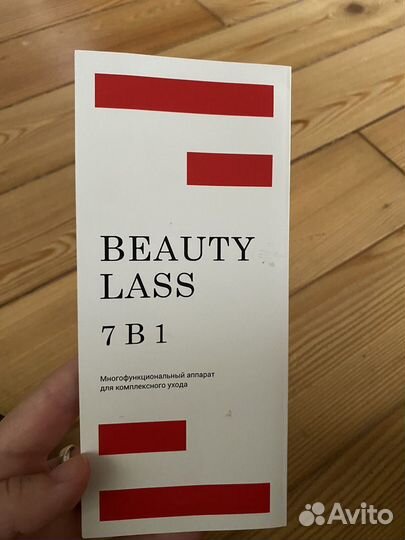 BEAUTY
LASS
7 В 1
Многофункциональный аппарат
для комплексного ухода
Avito